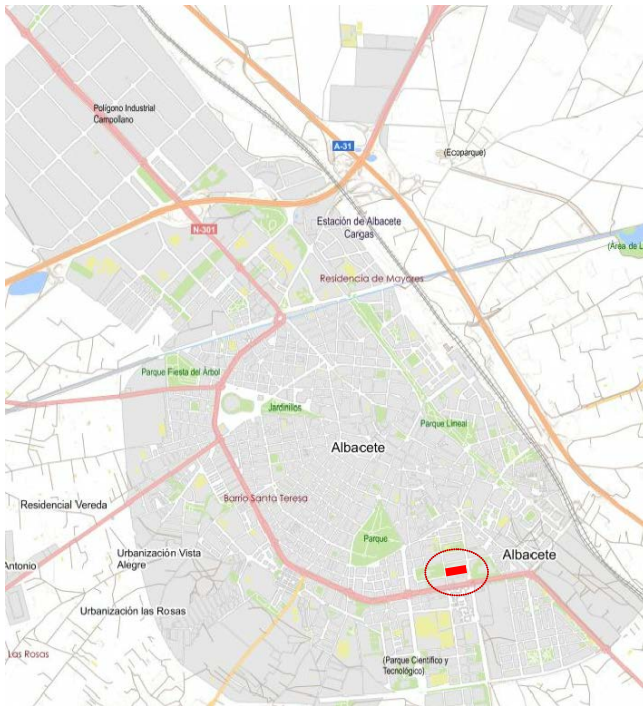 Polígono Industrial
Campollano
A-31
(Ecoparque)
N-301
Estación de Albacete
Cargas
(Área de L
Residencia de Mayores
Parque Fiesta del Árbol
Jardinillos
Parque Lineal
Albacete
Barrio Santa Teresa
Residencial Vereda
Parque
Albacete
Antonio
Urbanización Vista
Alegre
Urbanización las Rosas
Las Rosas
(Parque Científico y
Tecnológico)